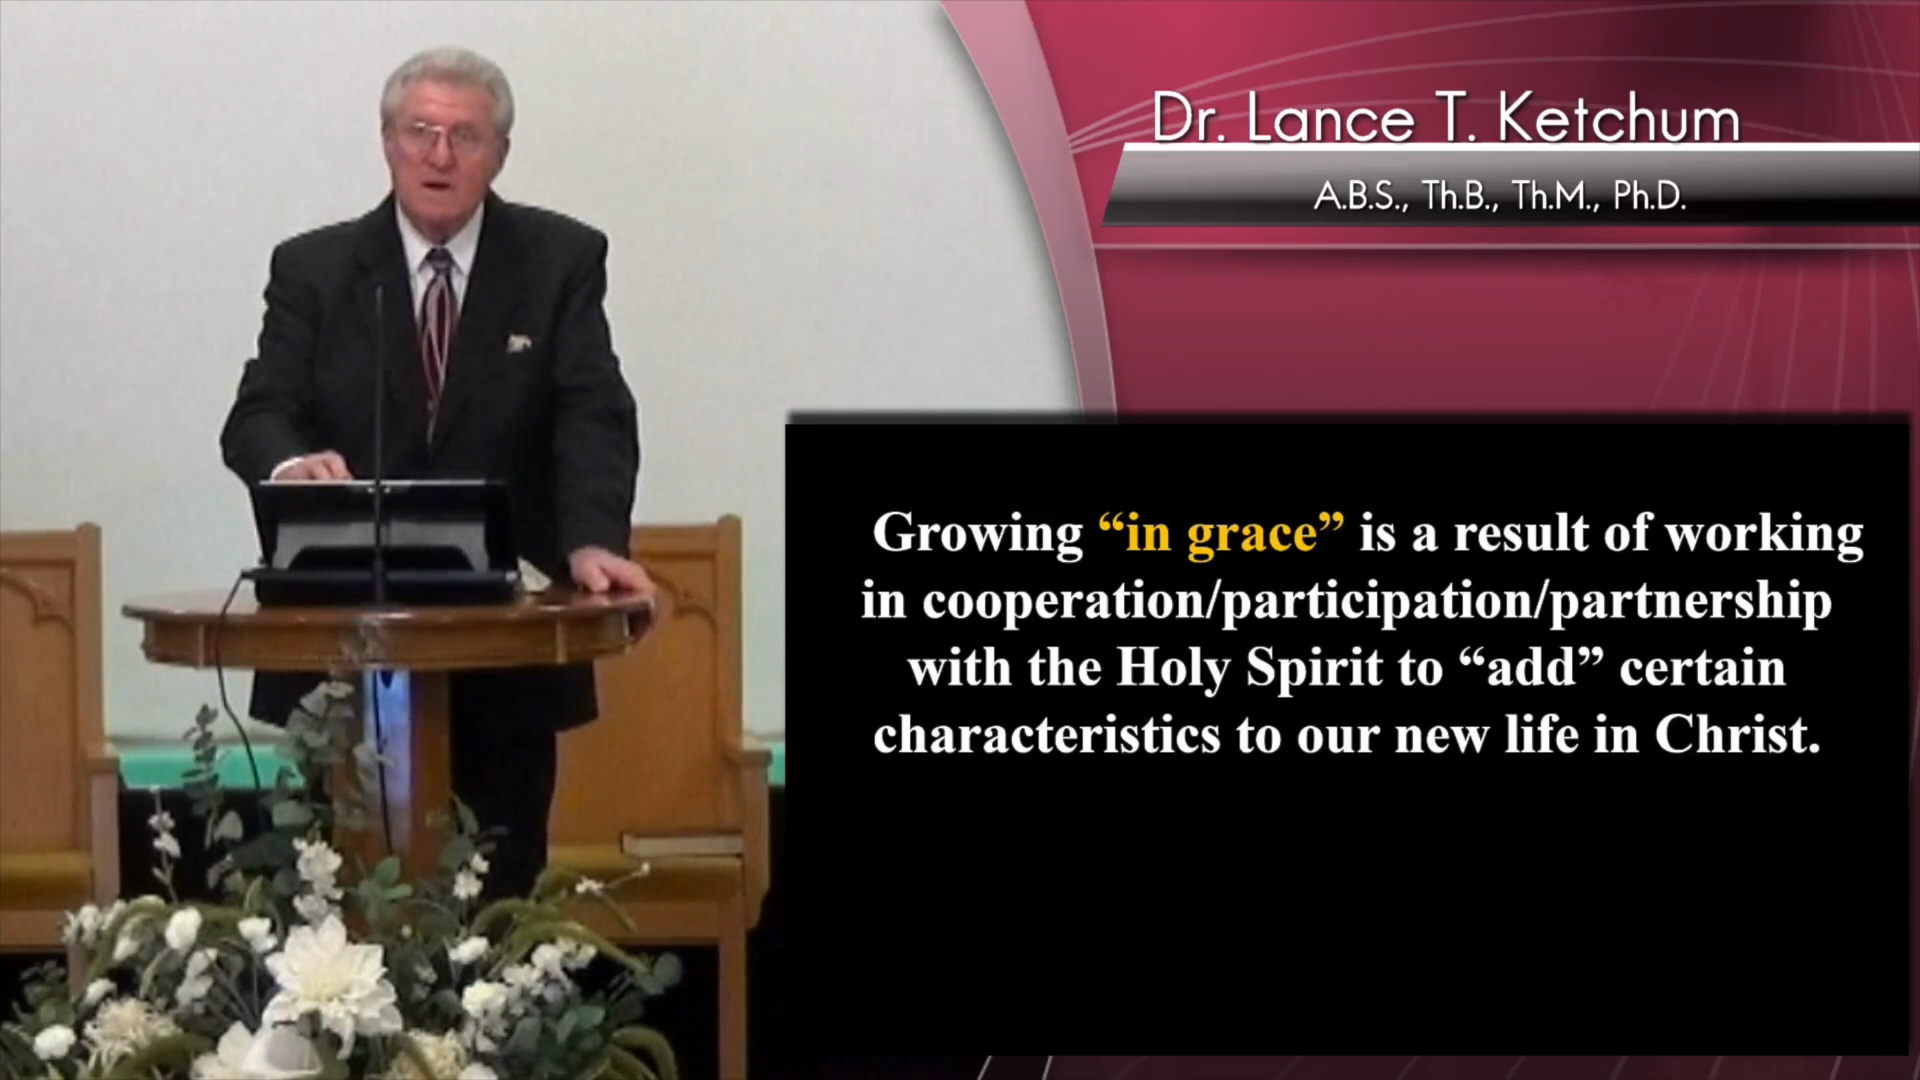 Dr. Lance T. Ketchum
A.B.S., Th.B., Th.M., Ph.D.
Growing “in grace” is a result of working
in cooperation/participation/partnership
with the Holy Spirit to “add” certain
characteristics to our new life in Christ.